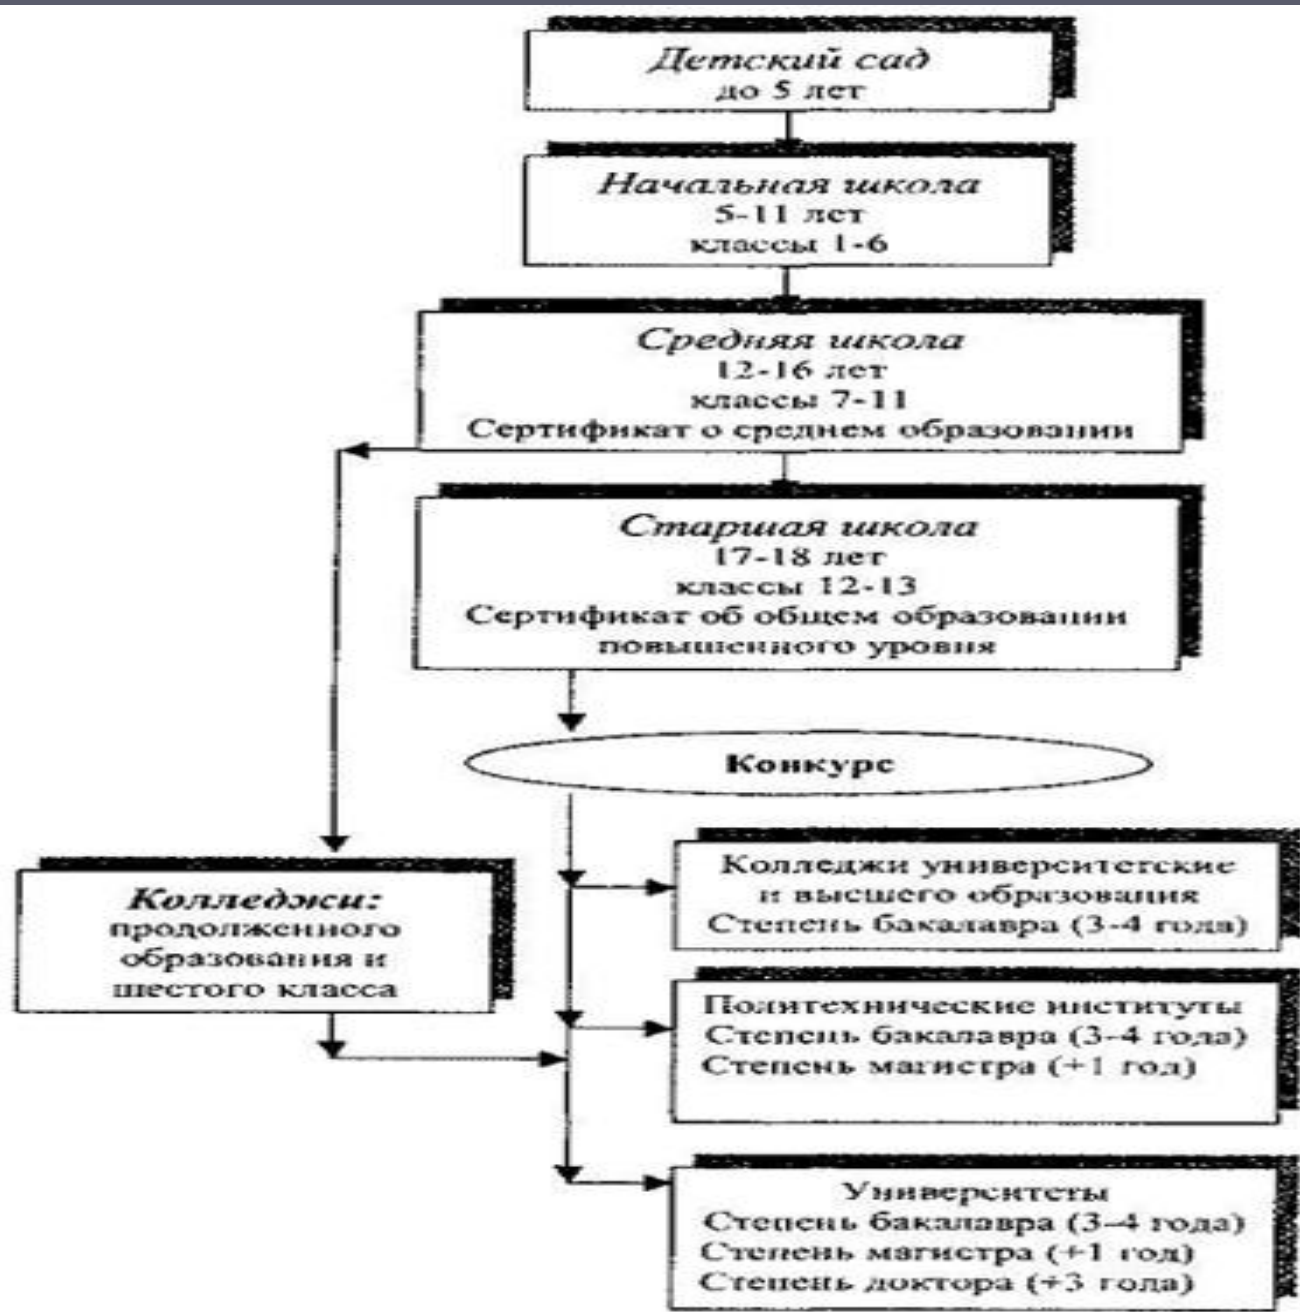 Детский сад
до 5 лет
Начальная школа
5-11 лет
классы 1-6
Средняя школа
12-16 лет
классы 7-11
Сертификат о среднем образовании
Старшая школа
17-18 лет
классы 12-13
Сертификат об общем образовании
повышенного уровня
Конкурс
Колледжи:
продолженного
образования и
шестого класса
Колледжи университетские
и высшего образования
Степень бакалавра (3-4 года)
Политехнические институты
Степень бакалавра (3-4 года)
Степень магистра (+1 год)
Университеты
Степень бакалавра (3-4 года)
Степень магистра (+1 год)
Степень доктора (+3 года)